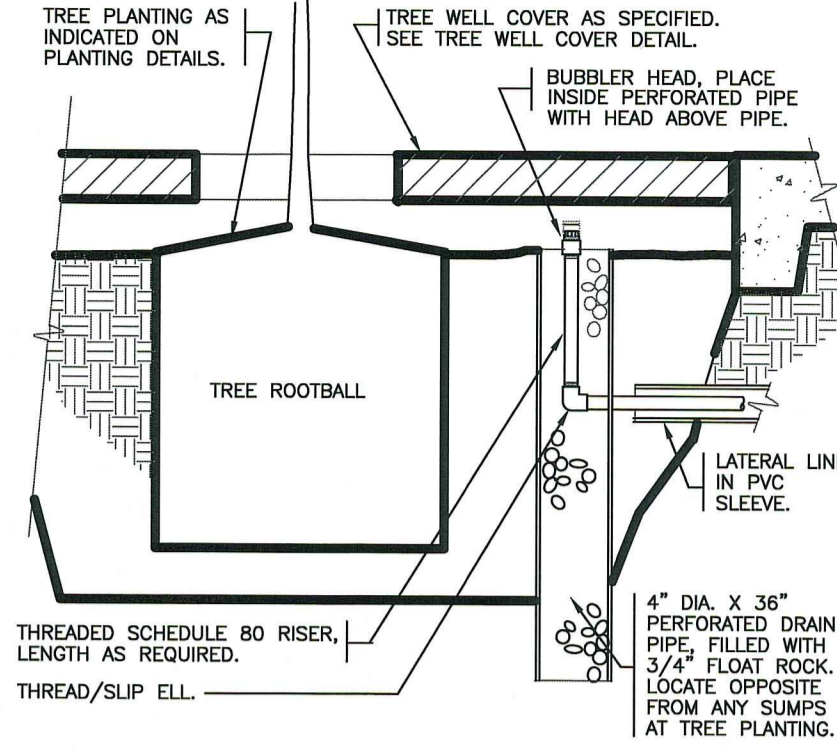 TREE PLANTING AS
INDICATED ON
PLANTING DETAILS.
TREE WELL COVER AS SPECIFIED.
SEE TREE WELL COVER DETAIL.
BUBBLER HEAD, PLACE
INSIDE PERFORATED PIPE
WITH HEAD ABOVE PIPE.
TREE ROOTBALL
LATERAL LIN
IN PVC
SLEEVE.
THREADED SCHEDULE 80 RISER,
LENGTH AS REQUIRED.
THREAD/SLIP ELL.
4" DIA. X 36"
PERFORATED DRAIN
PIPE, FILLED WITH
3/4" FLOAT ROCK.
LOCATE OPPOSITE
FROM ANY SUMPS
AT TREE PLANTING.